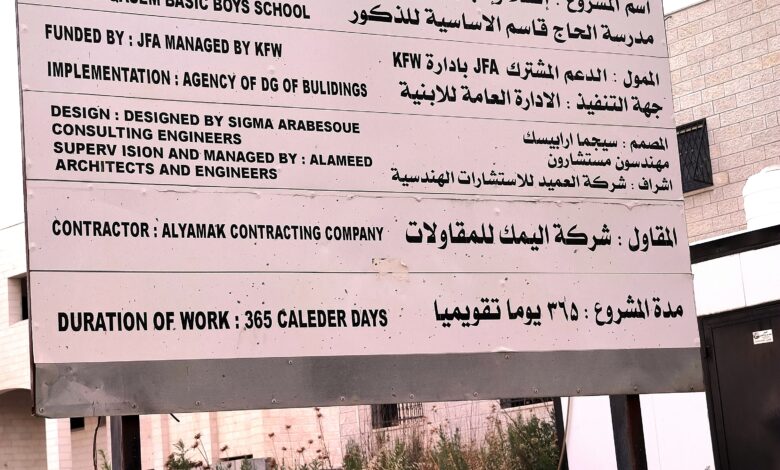 اسم المشروع :
BASIC BOYS SCHOOL
مدرسة الحاج قاسم الاساسية للذكور
FUNDED BY : JFA MANAGED BY KFW
الممول : الدعم المشترك JFA بادارة KFW
IMPLEMENTATION : AGENCY OF DG OF BULIDINGS
جهة التنفيذ : الادارة العامة للابنية
DESIGN : DESIGNED BY SIGMA ARABESOUE
CONSULTING ENGINEERS
المصمم : سيجما ارابيسك
مهندسون مستشارون
SUPERV ISION AND MANAGED BY : ALAMEED
ARCHITECTS AND ENGINEERS
اشراف : شركة العميد للاستشارات الهندسية
CONTRACTOR : ALYAMAK CONTRACTING COMPANY
المقاول : شركة اليمك للمقاولات
DURATION OF WORK : 365 CALEDER DAYS
مدة المشروع : ٣٦٥ يوما تقويميا